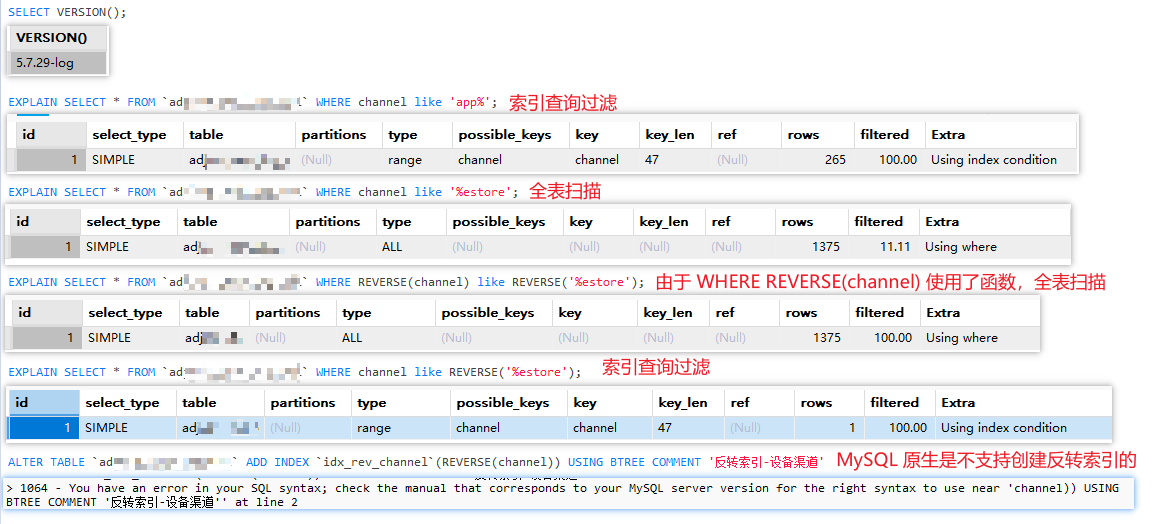 SELECT VERSION();
VERSION()
5.7.29-log
EXPLAIN SELECT * FROM `ad` WHERE channel like 'app%'; 索引查询过滤
id select_type table partitions type possible_keys key key_len ref rows filtered Extra
1 SIMPLE adj (Null) range channel channel 47 (Null) 265 100.00 Using index condition
EXPLAIN SELECT * FROM `ad` WHERE channel like '%estore'; 全表扫描
id select_type table partitions type possible_keys key key_len ref rows filtered Extra
1 SIMPLE adj (Null) ALL (Null) (Null) (Null) (Null) 1375 11.11 Using where
EXPLAIN SELECT * FROM `ad` WHERE REVERSE(channel) like REVERSE('%estore'); 由于 WHERE REVERSE(channel) 使用了函数，全表扫描
id select_type table partitions type possible_keys key key_len ref rows filtered Extra
1 SIMPLE adj (Null) ALL (Null) (Null) (Null) (Null) 1375 100.00 Using where
EXPLAIN SELECT * FROM `ad` WHERE channel like REVERSE('%estore'); 索引查询过滤
id select_type table partitions type possible_keys key key_len ref rows filtered Extra
1 SIMPLE adj (Null) range channel channel 47 (Null) 1 100.00 Using index condition
ALTER TABLE `ad` ADD INDEX `idx_rev_channel`(REVERSE(channel)) USING BTREE COMMENT '反转索引-设备渠道' MySQL 原生是不支持创建反转索引的
> 1064 - You have an error in your SQL syntax; check the manual that corresponds to your MySQL server version for the right syntax to use near 'channel)) USING
BTREE COMMENT '反转索引-设备渠道'' at line 2